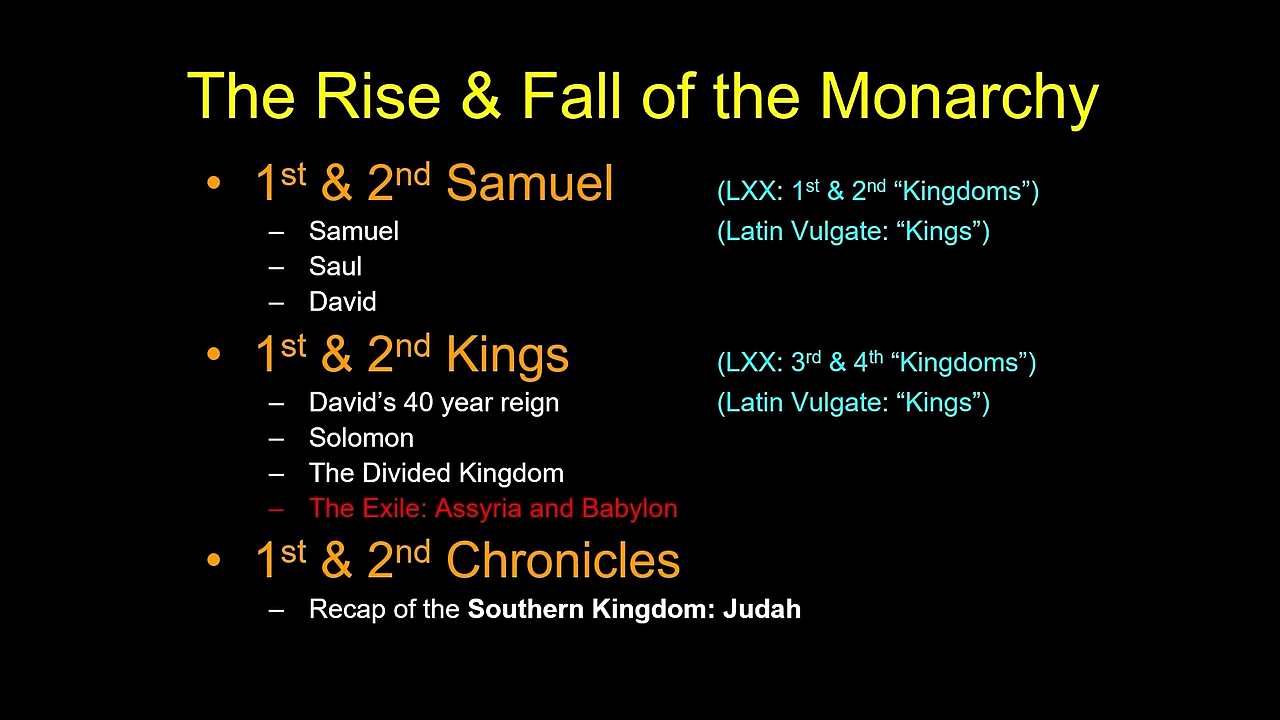 The Rise & Fall of the Monarchy
• 1st & 2nd Samuel (LXX: 1st & 2nd “Kingdoms”)
– Samuel (Latin Vulgate: “Kings”)
– Saul
– David
• 1st & 2nd Kings (LXX: 3rd & 4th “Kingdoms”)
– David’s 40 year reign (Latin Vulgate: “Kings”)
– Solomon
– The Divided Kingdom
– The Exile: Assyria and Babylon
• 1st & 2nd Chronicles
– Recap of the Southern Kingdom: Judah